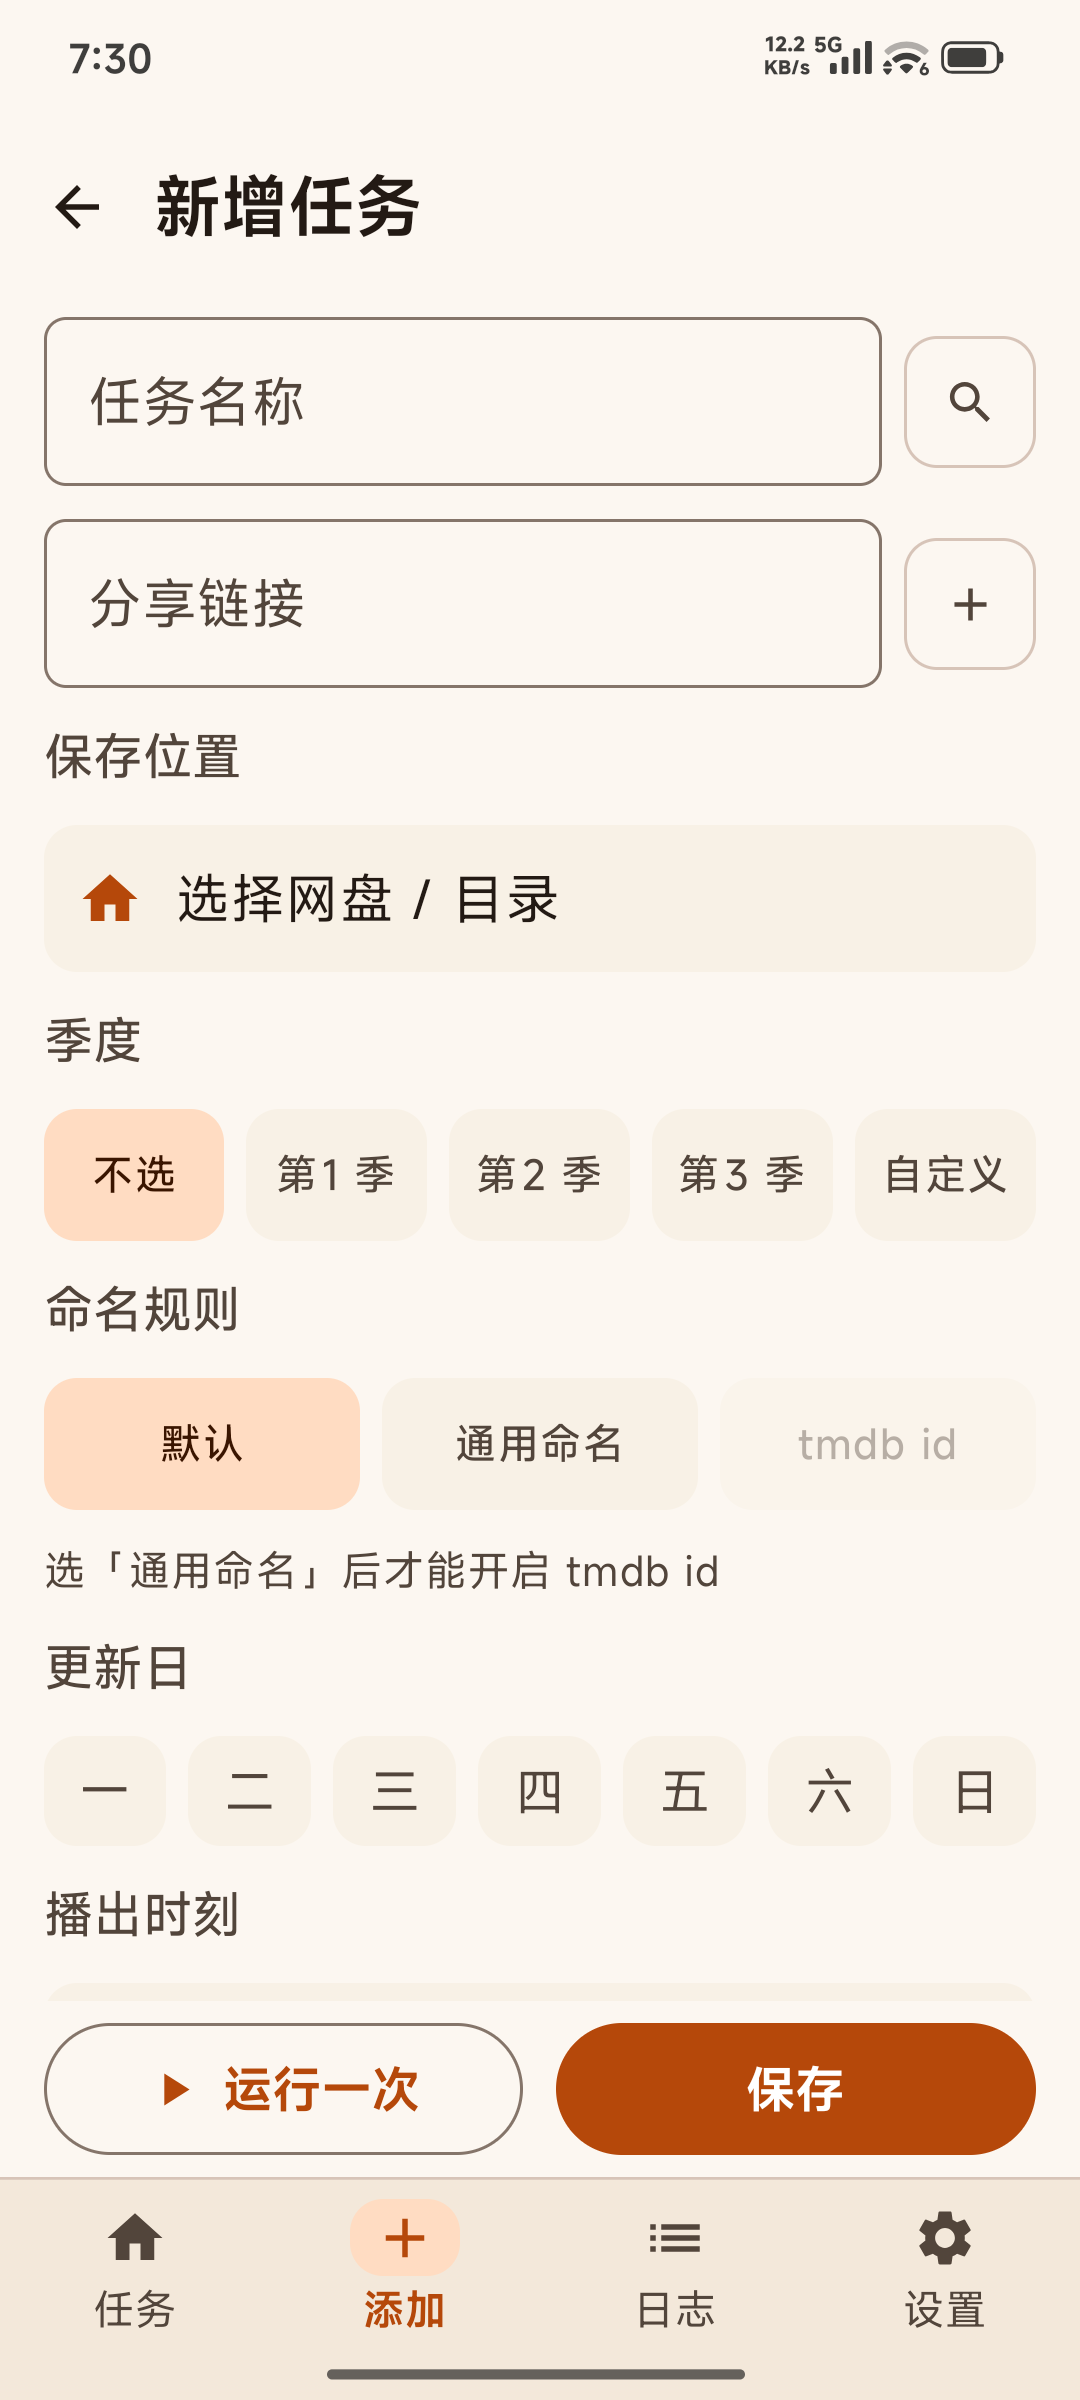 7:30
12.2 KB/s 5G 6
新增任务
任务名称
分享链接
保存位置
选择网盘 / 目录
季度
不选 第1 季 第2 季 第3 季 自定义
命名规则
默认 通用命名 tmdb id
选「通用命名」后才能开启 tmdb id
更新日
一 二 三 四 五 六 日
播出时刻
运行一次 保存
任务 添加 日志 设置